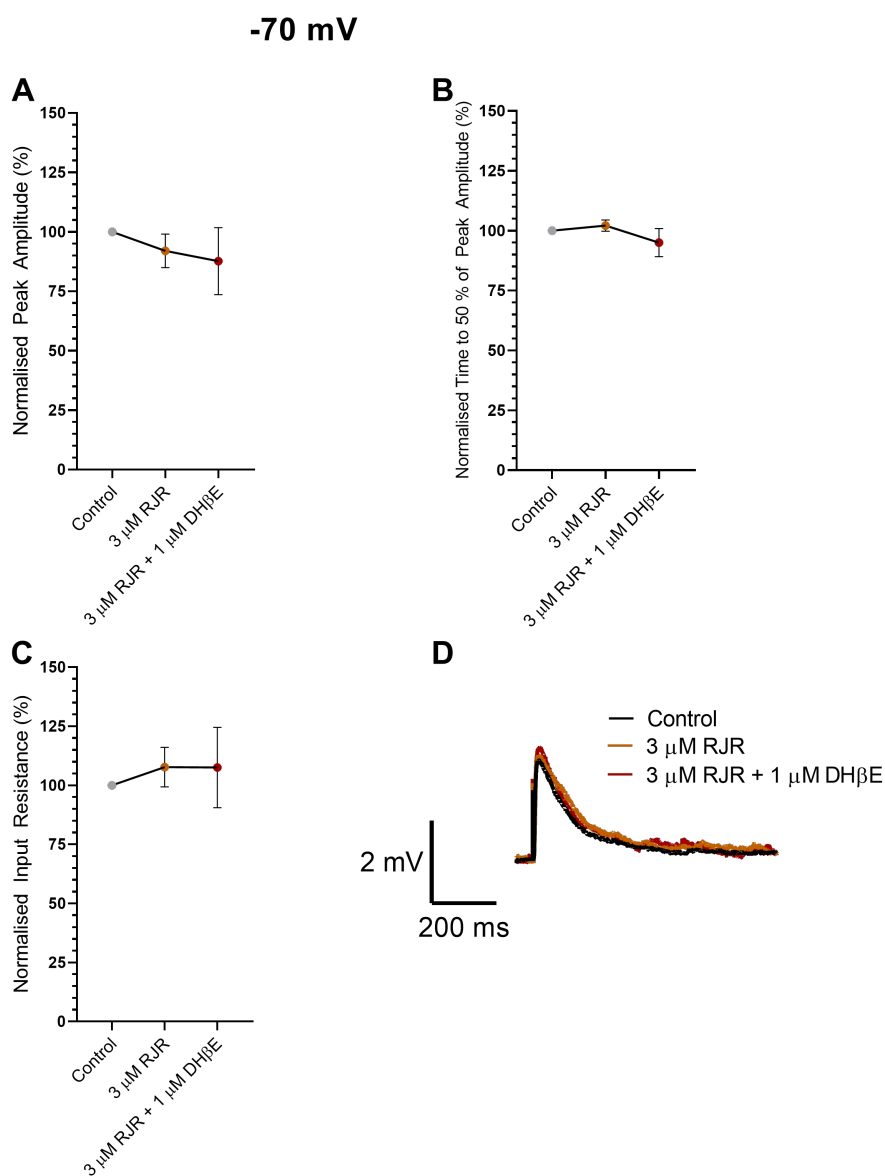 -70 mV
A
Normalised Peak Amplitude (%)
150
125
100
75
50
25
0
Control
3 μM RJR
3 μM RJR + 1 μM DHβE
B
Normalised Time to 50 % of Peak Amplitude (%)
150
125
100
75
50
25
0
Control
3 μM RJR
3 μM RJR + 1 μM DHβE
C
Normalised Input Resistance (%)
150
125
100
75
50
25
0
Control
3 μM RJR
3 μM RJR + 1 μM DHβE
D
Control
3 μM RJR
3 μM RJR + 1 μM DHβE
2 mV
200 ms